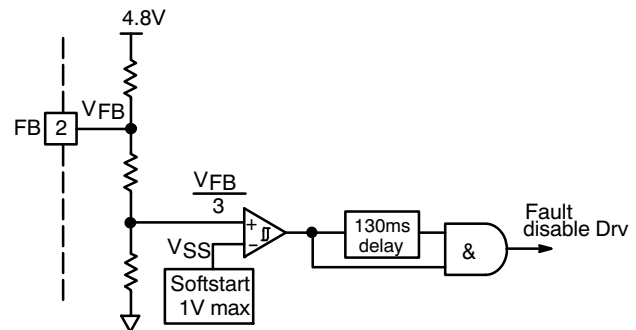 4.8V
VFB
FB 2
VFB
3
+
−
VSS
Softstart
1V max
130ms
delay
&
Fault
disable Drv